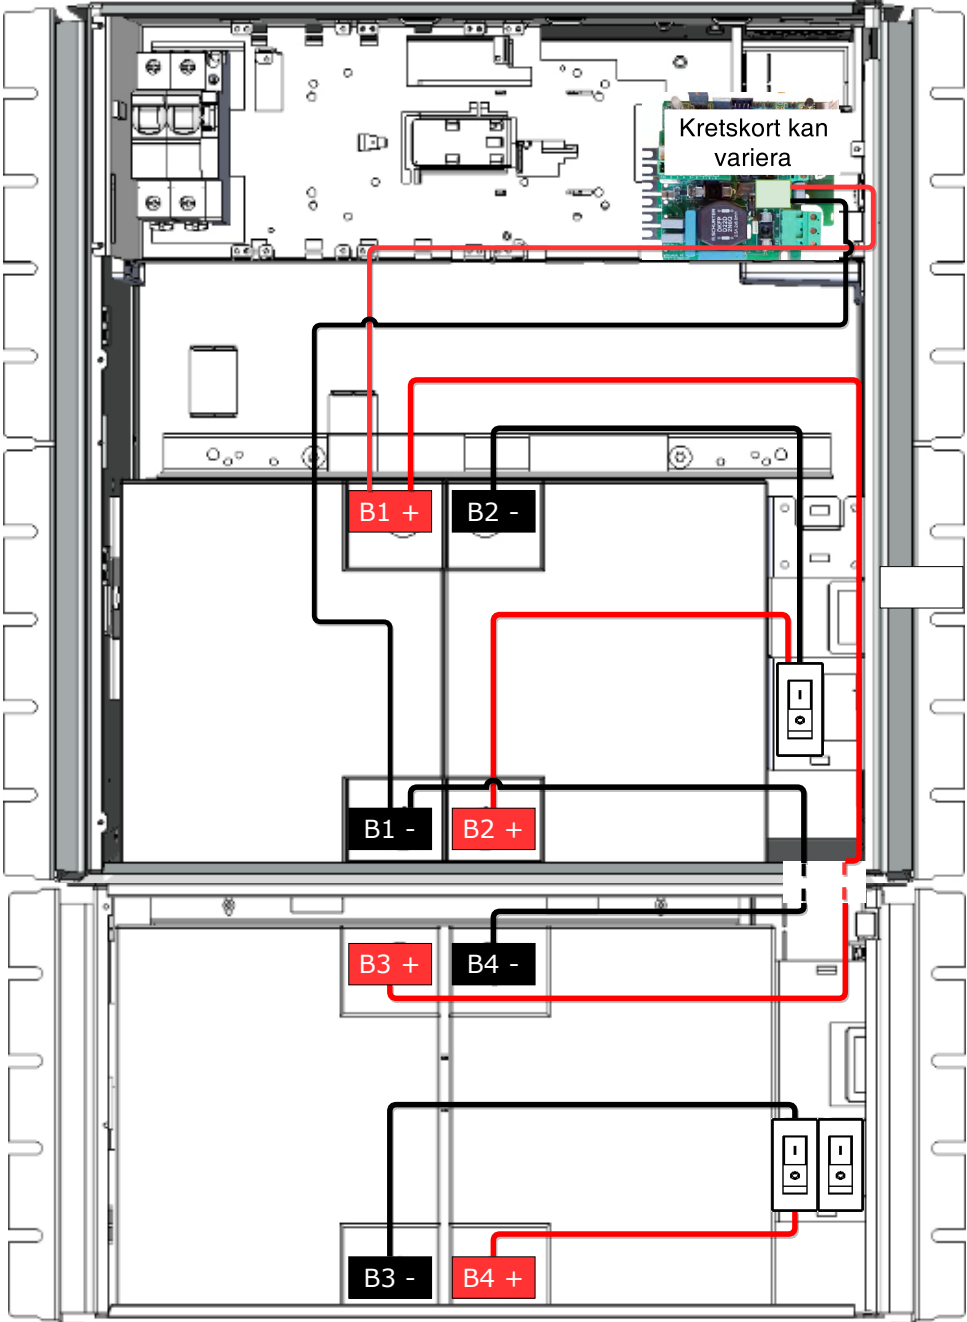 Kretskort kan
variera
B1 +
B2 -
B1 -
B2 +
B3 +
B4 -
B3 -
B4 +